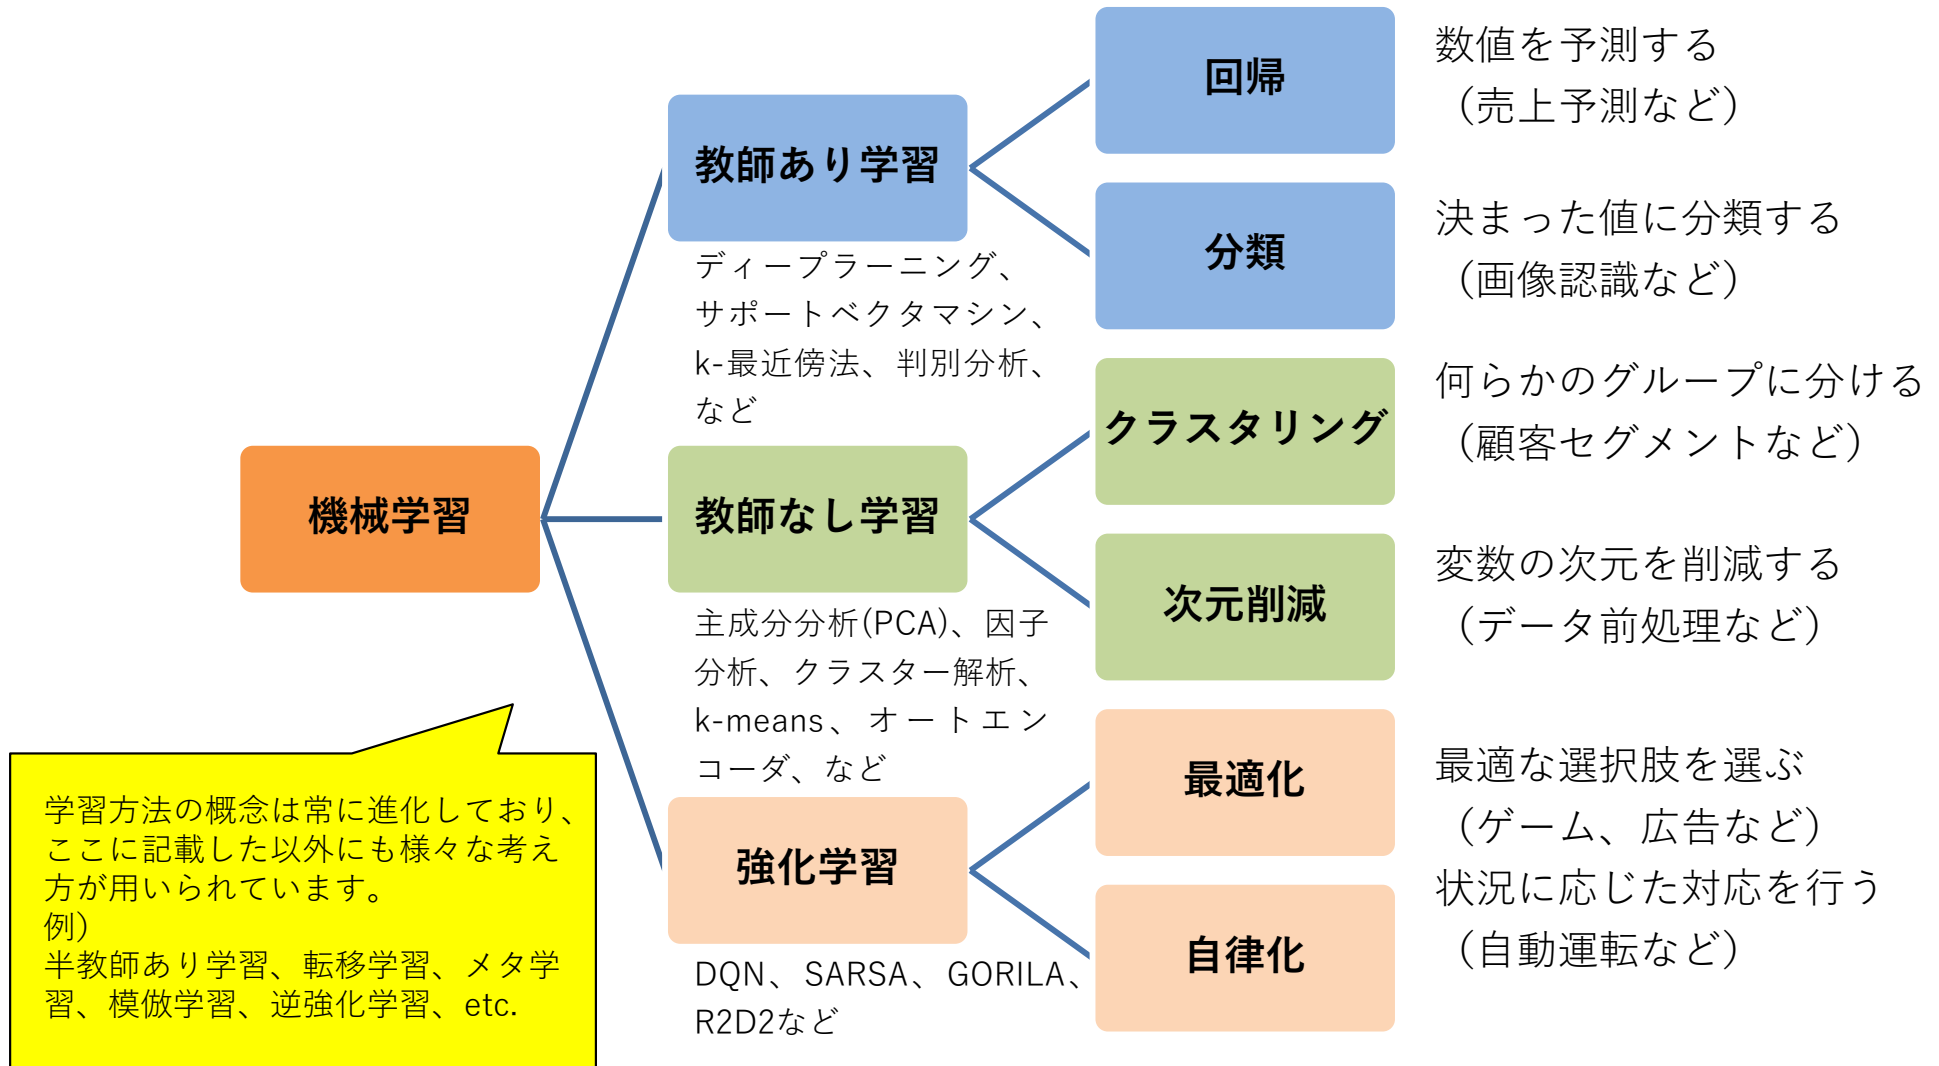 機械学習
教師あり学習
ディープラーニング、
サポートベクタマシン、
k-最近傍法、判別分析、
など
回帰
数値を予測する
（売上予測など）
分類
決まった値に分類する
（画像認識など）
教師なし学習
主成分分析(PCA)、因子
分析、クラスター解析、
k-means、オートエン
コーダ、など
クラスタリング
何らかのグループに分ける
（顧客セグメントなど）
次元削減
変数の次元を削減する
（データ前処理など）
強化学習
DQN、SARSA、GORILA、
R2D2など
最適化
最適な選択肢を選ぶ
（ゲーム、広告など）
自律化
状況に応じた対応を行う
（自動運転など）
学習方法の概念は常に進化しており、
ここに記載した以外にも様々な考え
方が用いられています。
例）
半教師あり学習、転移学習、メタ学
習、模倣学習、逆強化学習、etc.